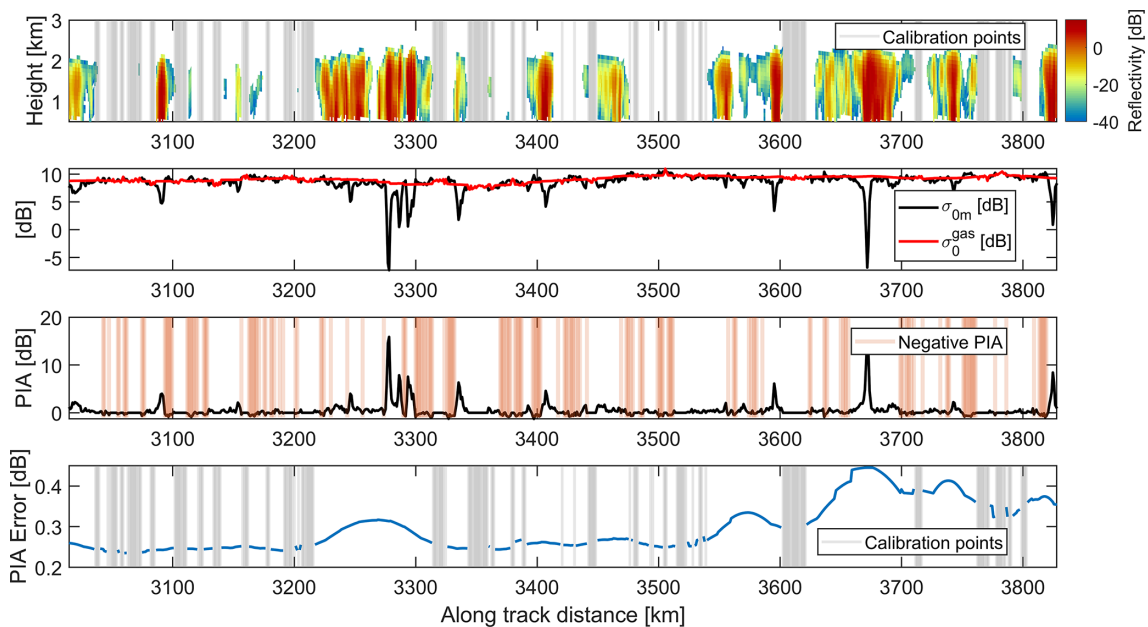 Height [km]
3
2
1
Calibration points
0
-20
-40
Reflectivity [dB]
3100 3200 3300 3400 3500 3600 3700 3800
[dB]
10
5
0
-5
σ0m [dB]
σ0gas [dB]
3100 3200 3300 3400 3500 3600 3700 3800
PIA [dB]
20
10
0
Negative PIA
3100 3200 3300 3400 3500 3600 3700 3800
PIA Error [dB]
0.4
0.3
0.2
Calibration points
3100 3200 3300 3400 3500 3600 3700 3800
Along track distance [km]